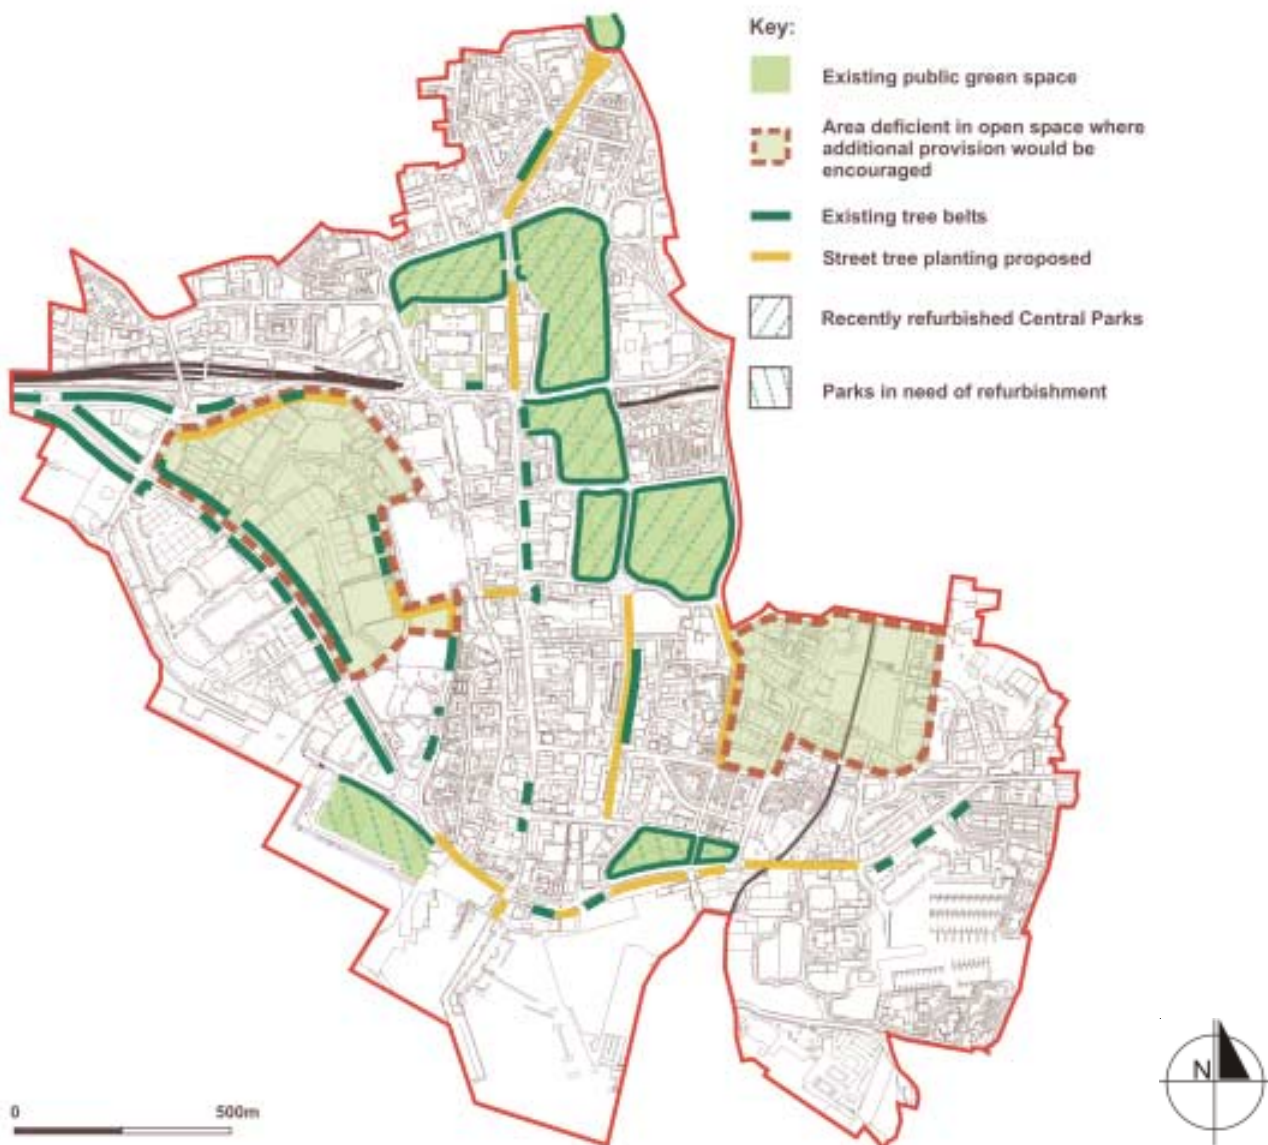 Key:
Existing public green space
Area deficient in open space where
additional provision would be
encouraged
Existing tree belts
Street tree planting proposed
Recently refurbished Central Parks
Parks in need of refurbishment
0 500m
N